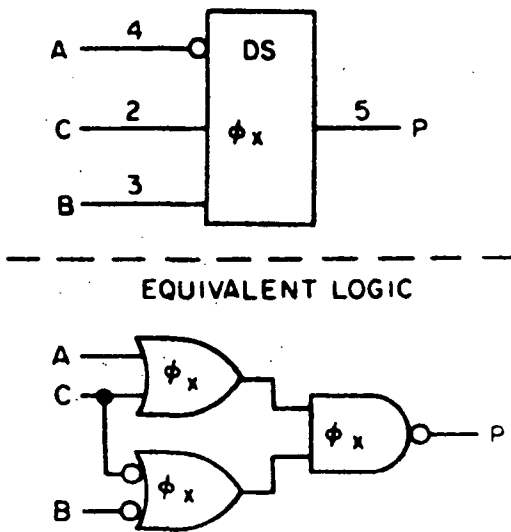 A 4 DS
C 2 ϕx 5 P
B 3
EQUIVALENT LOGIC
A ϕx
C
ϕx P
B ϕx